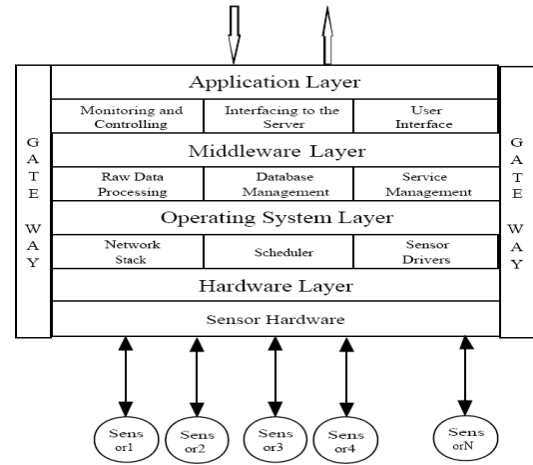 Application Layer
Monitoring and
Controlling
Interfacing to the
Server
User
Interface
Middleware Layer
Raw Data
Processing
Database
Management
Service
Management
Operating System Layer
Network
Stack
Scheduler
Sensor
Drivers
Hardware Layer
Sensor Hardware
G
A
T
E
W
A
Y
G
A
T
E
W
A
Y
Sens
or1
Sens
or2
Sens
or3
Sens
or4
Sens
orN